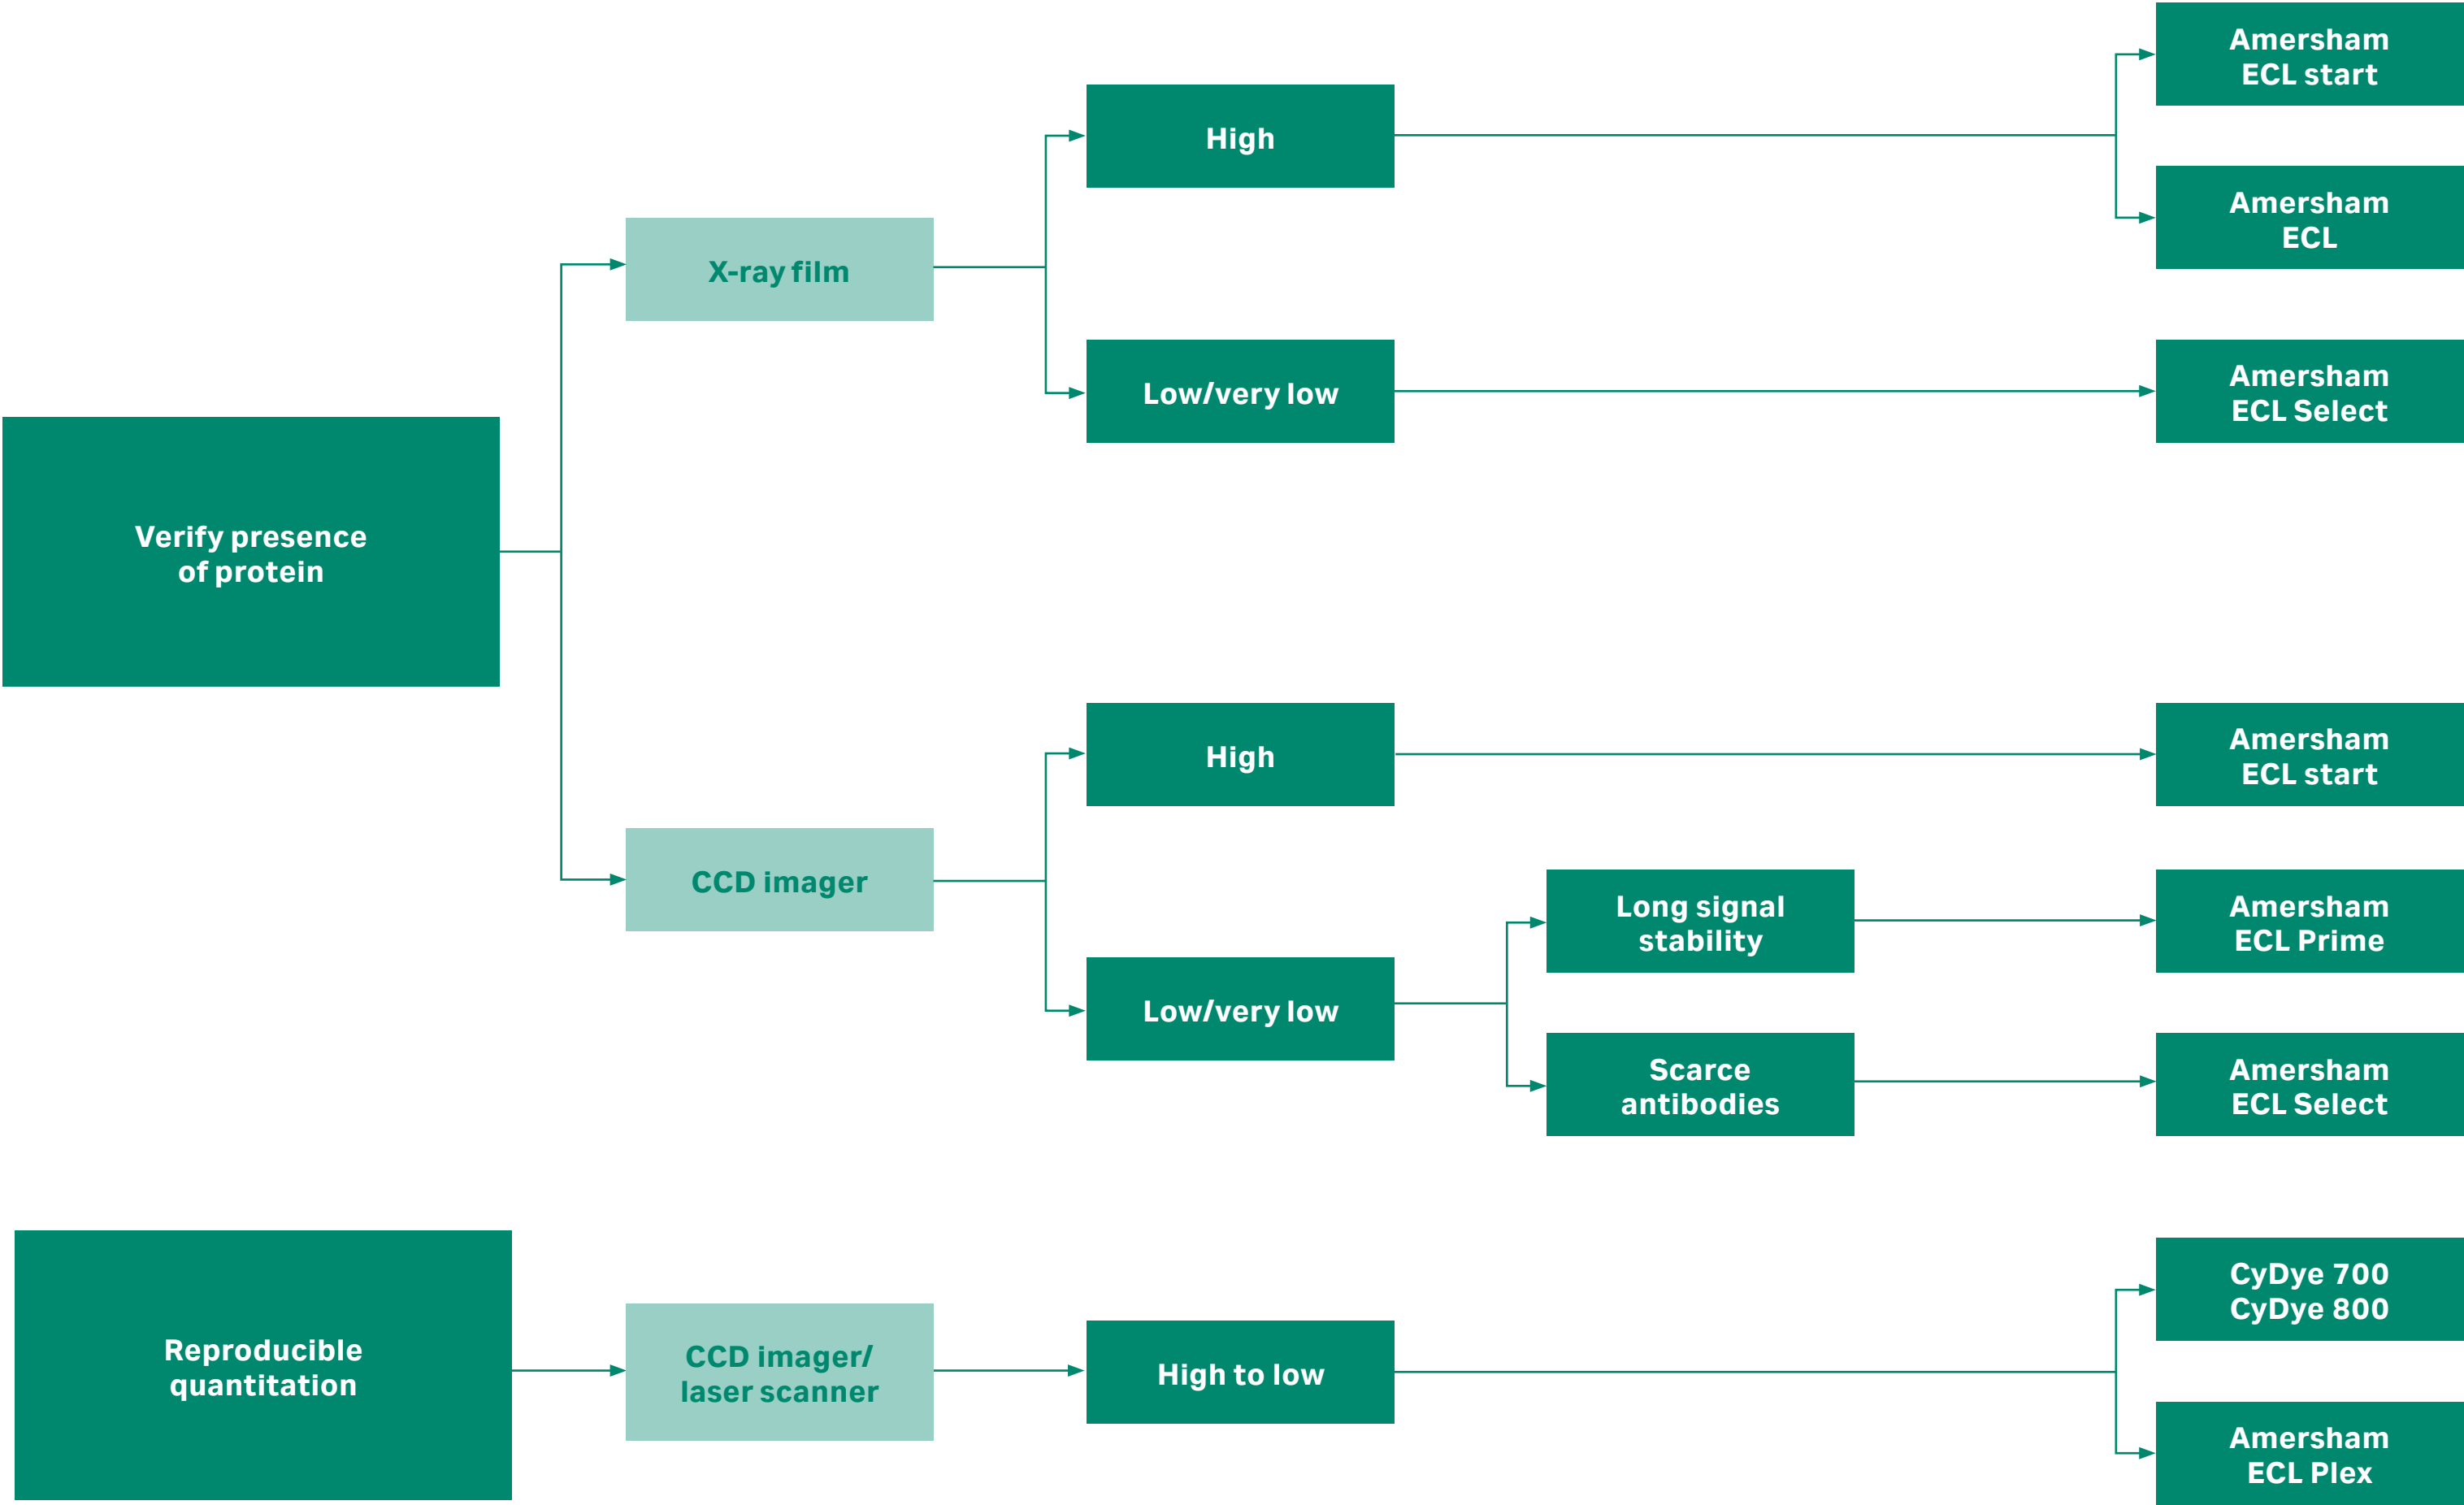 Verify presence
of protein
X-ray film
High
Amersham
ECL start
Amersham
ECL
Low/very low
Amersham
ECL Select
CCD imager
High
Amersham
ECL start
Low/very low
Long signal
stability
Amersham
ECL Prime
Scarce
antibodies
Amersham
ECL Select
Reproducible
quantitation
CCD imager/
laser scanner
High to low
CyDye 700
CyDye 800
Amersham
ECL Plex